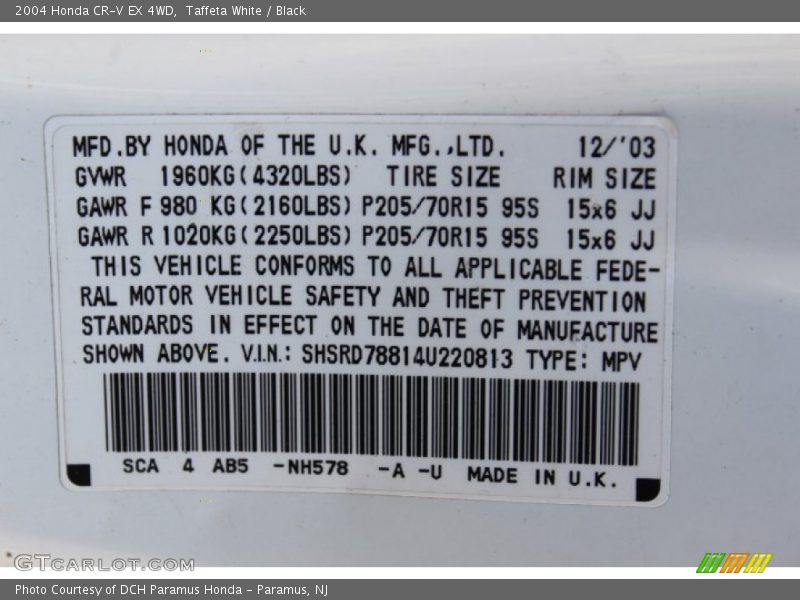 2004 Honda CR-V EX 4WD, Taffeta White / Black
MFD.BY HONDA OF THE U.K. MFG.,LTD. 12/'03
GVWR 1960KG(4320LBS) TIRE SIZE RIM SIZE
GAWR F 980 KG(2160LBS) P205/70R15 95S 15x6 JJ
GAWR R 1020KG(2250LBS) P205/70R15 95S 15x6 JJ
THIS VEHICLE CONFORMS TO ALL APPLICABLE FEDE-
RAL MOTOR VEHICLE SAFETY AND THEFT PREVENTION
STANDARDS IN EFFECT ON THE DATE OF MANUFACTURE
SHOWN ABOVE. V.I.N.: SHSRD78814U220813 TYPE: MPV
SCA 4 AB5 -NH578 -A -U MADE IN U.K.
GTCARLOT.COM
Photo Courtesy of DCH Paramus Honda - Paramus, NJ